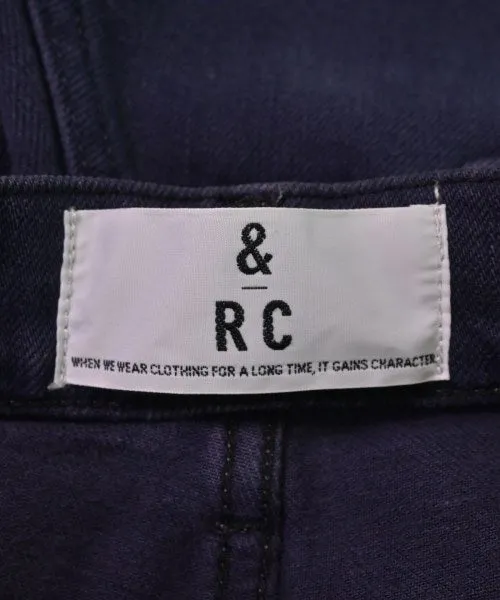 &
RC
WHEN WE WEAR CLOTHING FOR A LONG TIME, IT GAINS CHARACTER.